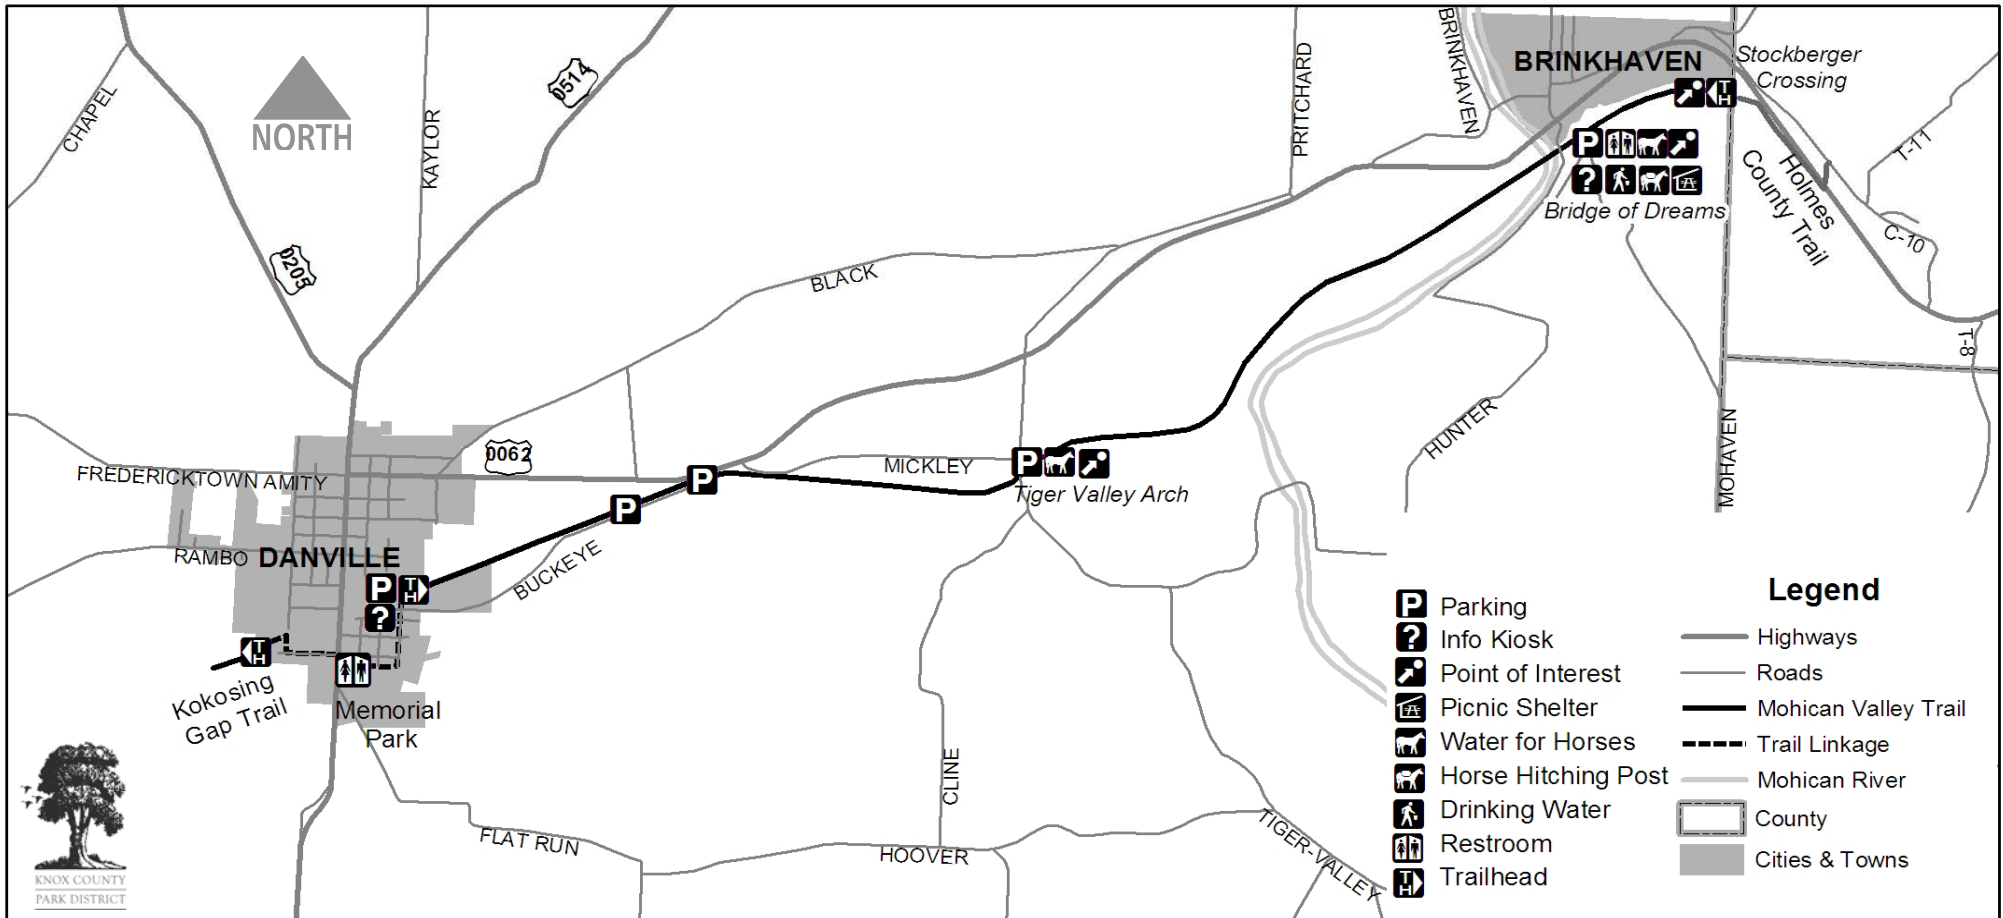 BRINKHAVEN
Stockberger
Crossing
BRINKHAVEN
PRITCHARD
CHAPEL
NORTH
KAYLOR
0514
T
H
P
T-11
Holmes
County Trail
?
Bridge of Dreams
C-10
0205
BLACK
T-8
HUNTER
MOHAVEN
0062
FREDERICKTOWN AMITY
MICKLEY
P
P
Tiger Valley Arch
P
RAMBO
DANVILLE
BUCKEYE
P
T
H
?
T
H
Kokosing
Gap Trail
Memorial
Park
CLINE
FLAT RUN
HOOVER
TIGER-VALLEY
KNOX COUNTY
PARK DISTRICT
P Parking
? Info Kiosk
Point of Interest
Picnic Shelter
Water for Horses
Horse Hitching Post
Drinking Water
Restroom
T
H
Trailhead
Legend
Highways
Roads
Mohican Valley Trail
Trail Linkage
Mohican River
County
Cities & Towns